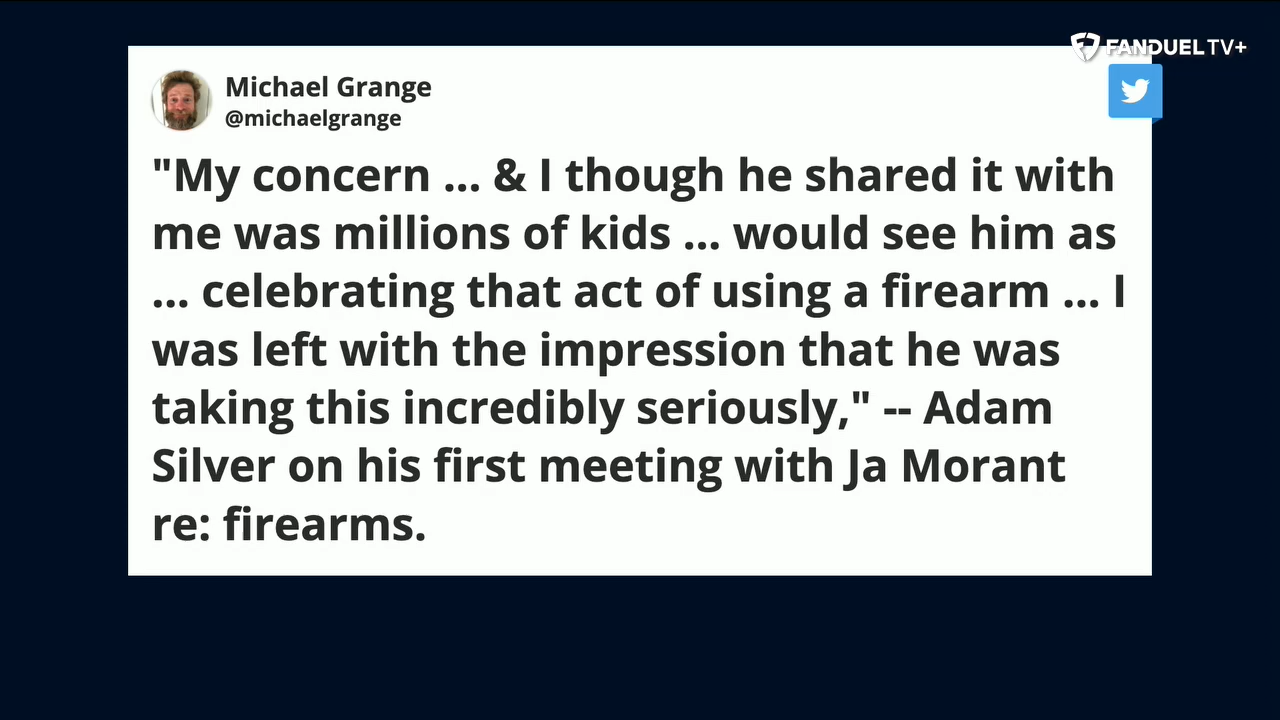 FANDUEL TV+
Michael Grange
@michaelgrange
"My concern ... & I though he shared it with
me was millions of kids ... would see him as
... celebrating that act of using a firearm ... I
was left with the impression that he was
taking this incredibly seriously," -- Adam
Silver on his first meeting with Ja Morant
re: firearms.